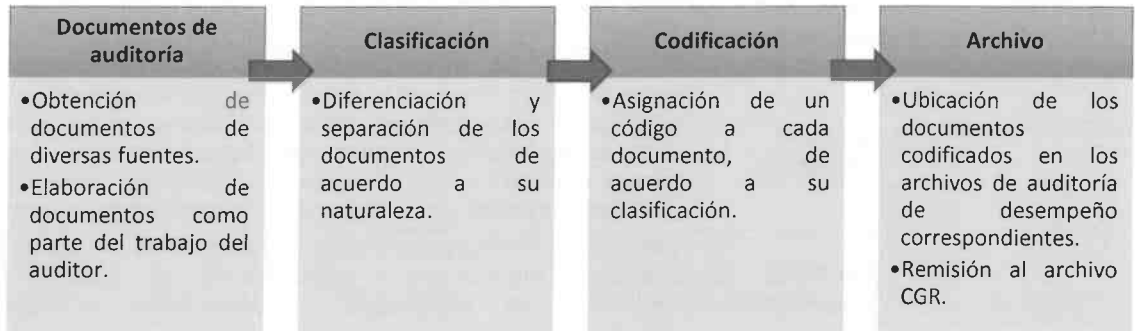 Documentos de
auditoría
•Obtención de
documentos de
diversas fuentes.
•Elaboración de
documentos como
parte del trabajo del
auditor.
Clasificación
•Diferenciación y
separación de los
documentos de
acuerdo a su
naturaleza.
Codificación
•Asignación de un
código a cada
documento, de
acuerdo a su
clasificación.
Archivo
•Ubicación de los
documentos
codificados en los
archivos de auditoría
de desempeño
correspondientes.
•Remisión al archivo
CGR.